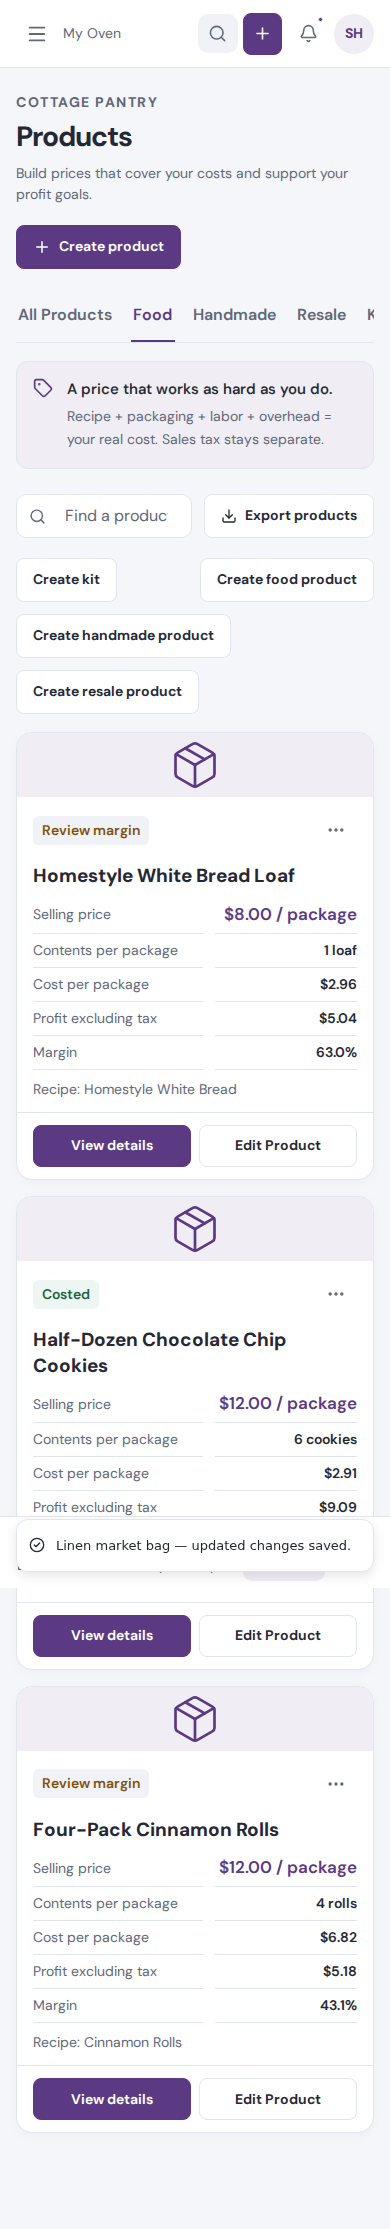 My Oven
SH
COTTAGE PANTRY
Products
Build prices that cover your costs and support your
profit goals.
Create product
All Products Food Handmade Resale K
A price that works as hard as you do.
Recipe + packaging + labor + overhead =
your real cost. Sales tax stays separate.
Find a produc
Export products
Create kit
Create food product
Create handmade product
Create resale product
Review margin
Homestyle White Bread Loaf
Selling price $8.00 / package
Contents per package 1 loaf
Cost per package $2.96
Profit excluding tax $5.04
Margin 63.0%
Recipe: Homestyle White Bread
View details Edit Product
Costed
Half-Dozen Chocolate Chip
Cookies
Selling price $12.00 / package
Contents per package 6 cookies
Cost per package $2.91
Profit excluding tax $9.09
Linen market bag — updated changes saved.
View details Edit Product
Review margin
Four-Pack Cinnamon Rolls
Selling price $12.00 / package
Contents per package 4 rolls
Cost per package $6.82
Profit excluding tax $5.18
Margin 43.1%
Recipe: Cinnamon Rolls
View details Edit Product